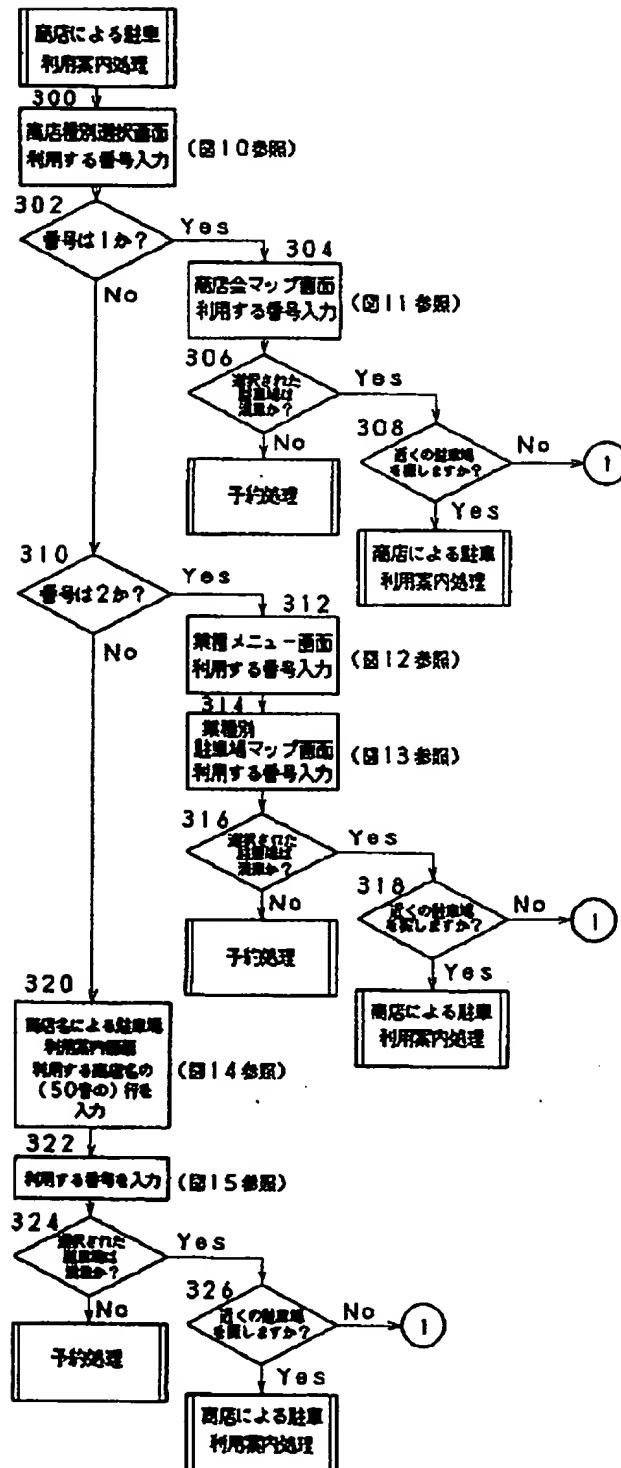 商店による駐車
利用案内処理
300
商店種別選択画面
利用する番号入力
(図10参照)
302
番号は1か?
Yes
No
304
商店会マップ画面
利用する番号入力
(図11参照)
306
選択された
駐車場は
満車か?
Yes
No
予約処理
308
近くの駐車場
を探しますか?
No
1
Yes
商店による駐車
利用案内処理
310
番号は2か?
Yes
No
312
業種メニュー画面
利用する番号入力
(図12参照)
314
業種別
駐車場マップ画面
利用する番号入力
(図13参照)
316
選択された
駐車場は
満車か?
Yes
No
予約処理
318
近くの駐車場
を探しますか?
No
1
Yes
商店による駐車
利用案内処理
320
商店名による駐車場
利用案内画面
利用する商店名の
(50音の)行を
入力
(図14参照)
322
利用する番号を入力
(図15参照)
324
選択された
駐車場は
満車か?
Yes
No
予約処理
326
近くの駐車場
を探しますか?
No
1
Yes
商店による駐車
利用案内処理